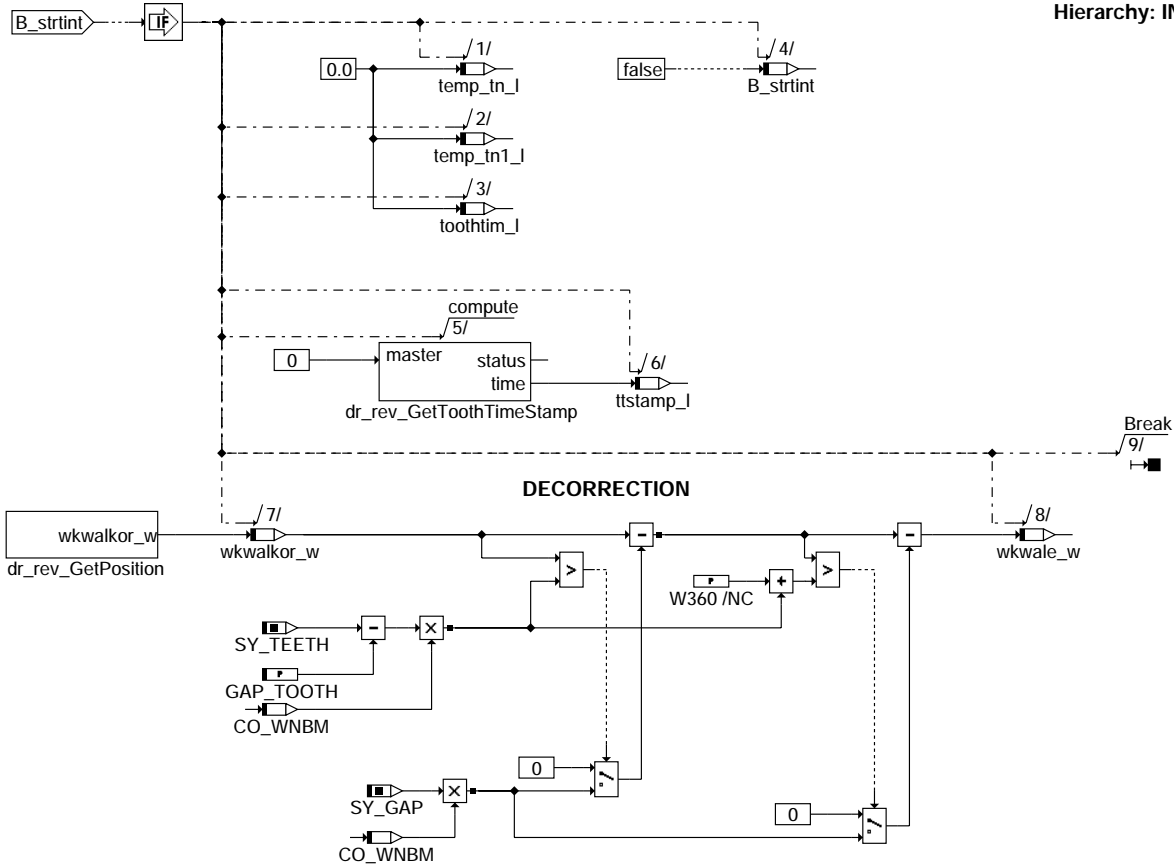 Hierarchy: IN
B_strtint
IF
/1/
/4/
0.0
false
temp_tn_l
B_strtint
/2/
temp_tn1_l
/3/
toothtim_l
compute
5/
0
master
status
time
/6/
ttstamp_l
dr_rev_GetToothTimeStamp
Break
9/
DECORRECTION
/7/
/8/
wkwalkor_w
wkwalkor_w
-
-
wkwale_w
dr_rev_GetPosition
>
>
P
+
W360 /NC
SY_TEETH
-
×
P
GAP_TOOTH
CO_WNBM
0
SY_GAP
×
0
CO_WNBM